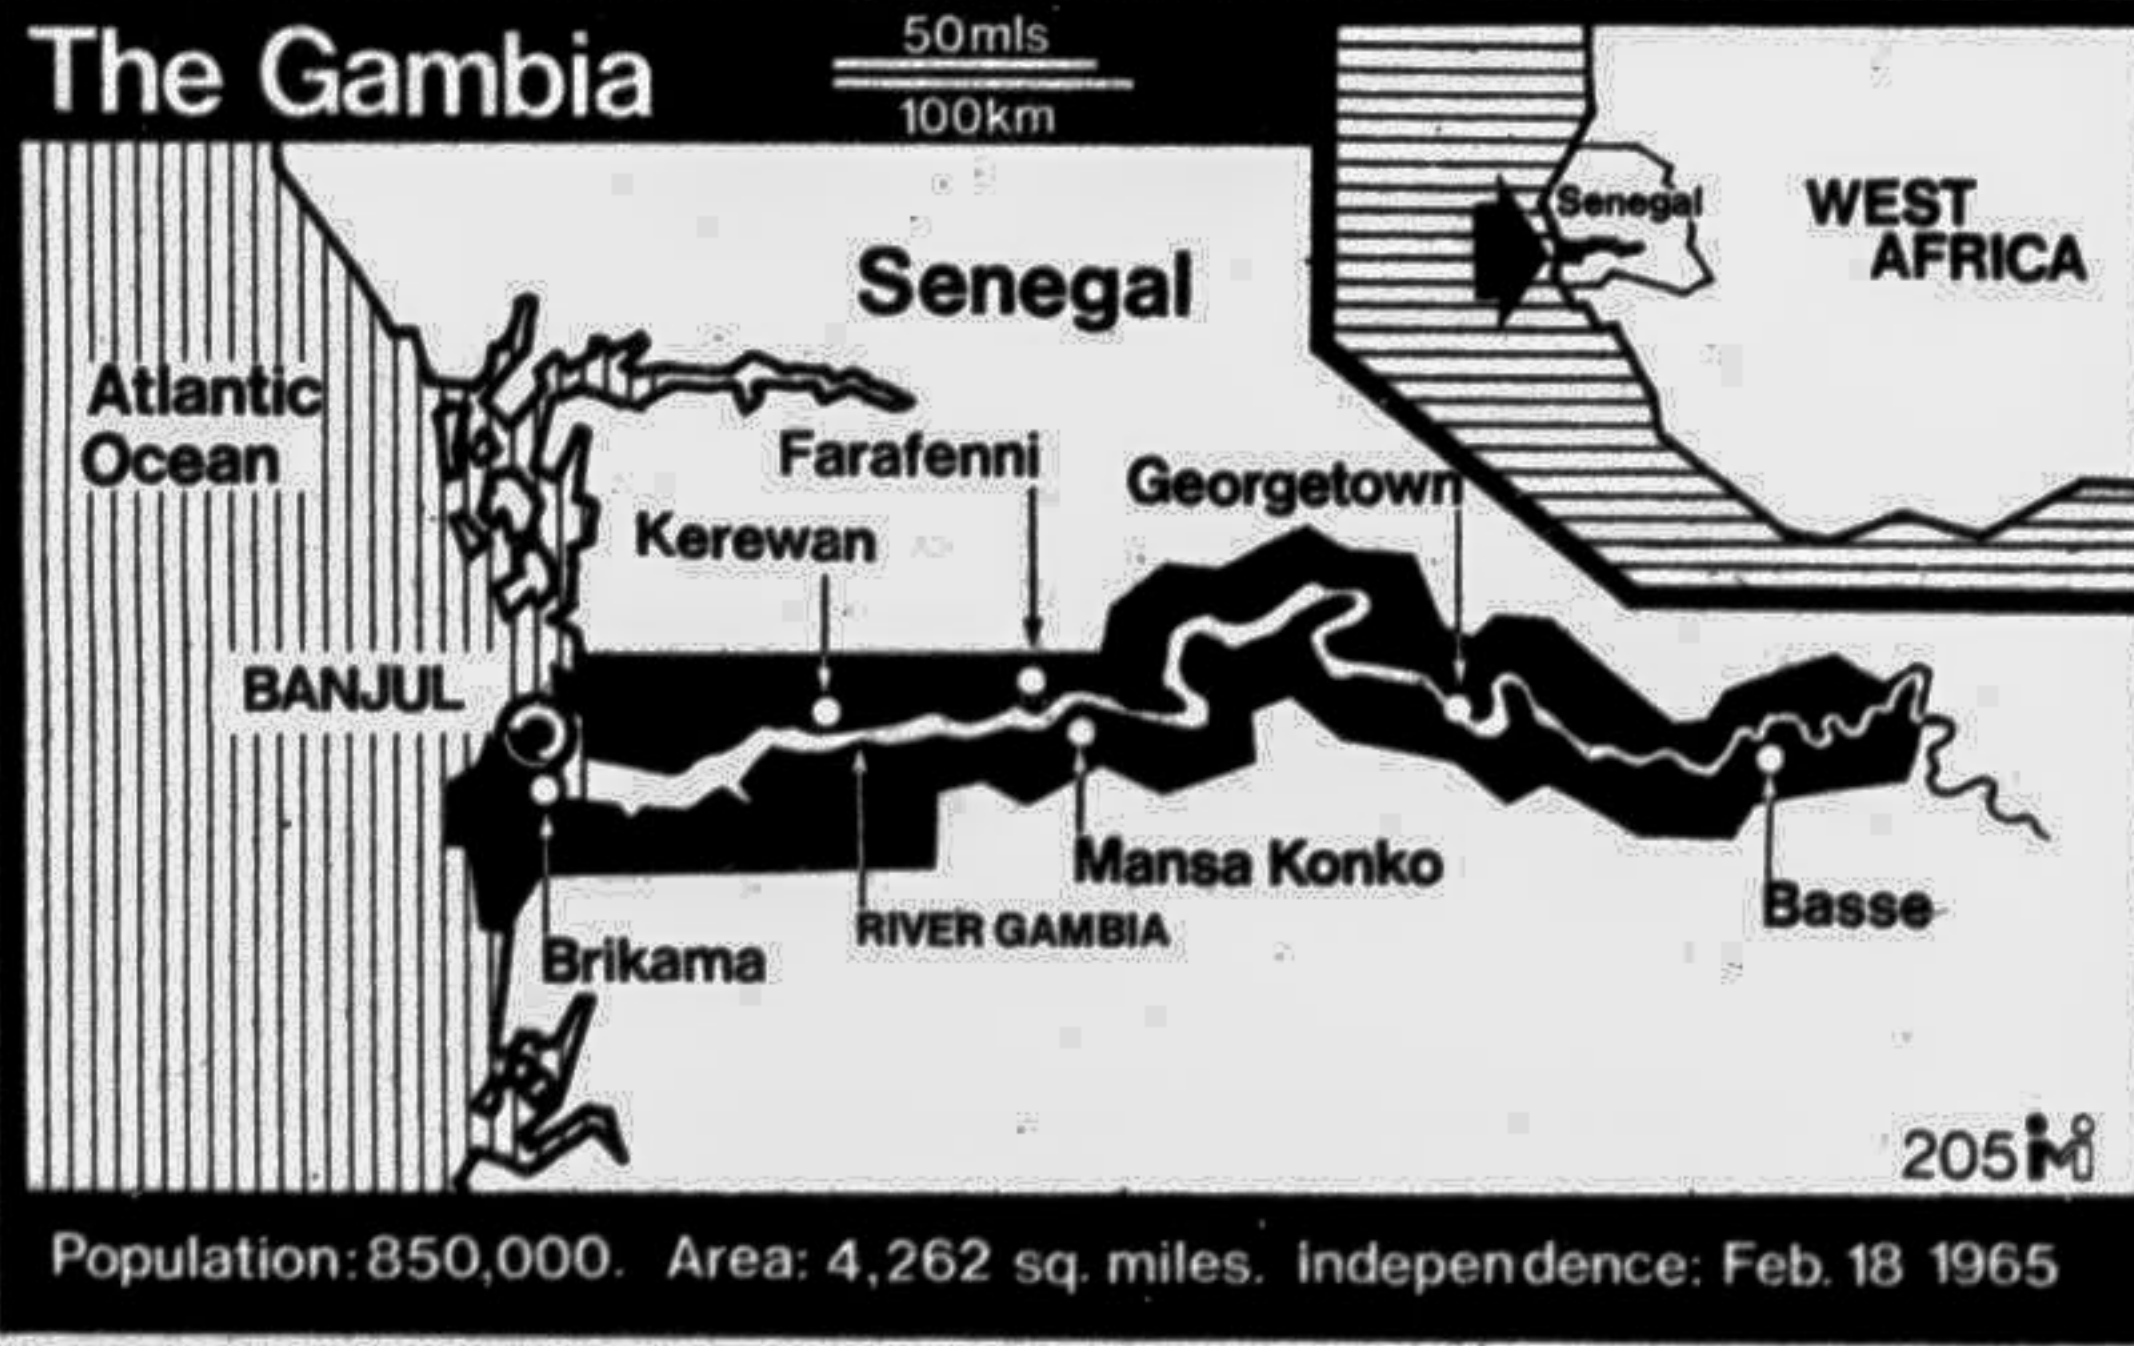 The Gambia
50mls
100km
Senegal
WEST
AFRICA
Senegal
Atlantic
Ocean
Farafenni
Georgetown
Kerewan
BANJUL
Mansa Konko
Basse
RIVER GAMBIA
Brikama
205
Population: 850,000. Area: 4,262 sq. miles. Independence: Feb. 18 1965